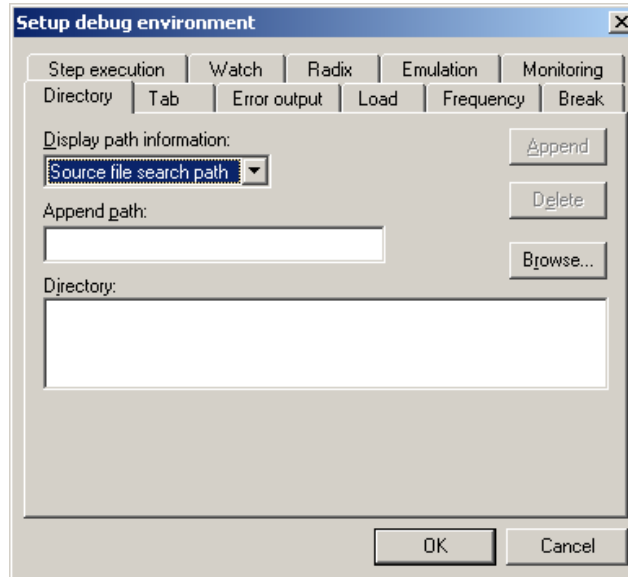 Setup debug environment
Step execution Watch Radix Emulation Monitoring
Directory Tab Error output Load Frequency Break
Display path information:
Append
Source file search path
Delete
Append path:
Browse...
Directory:
OK Cancel